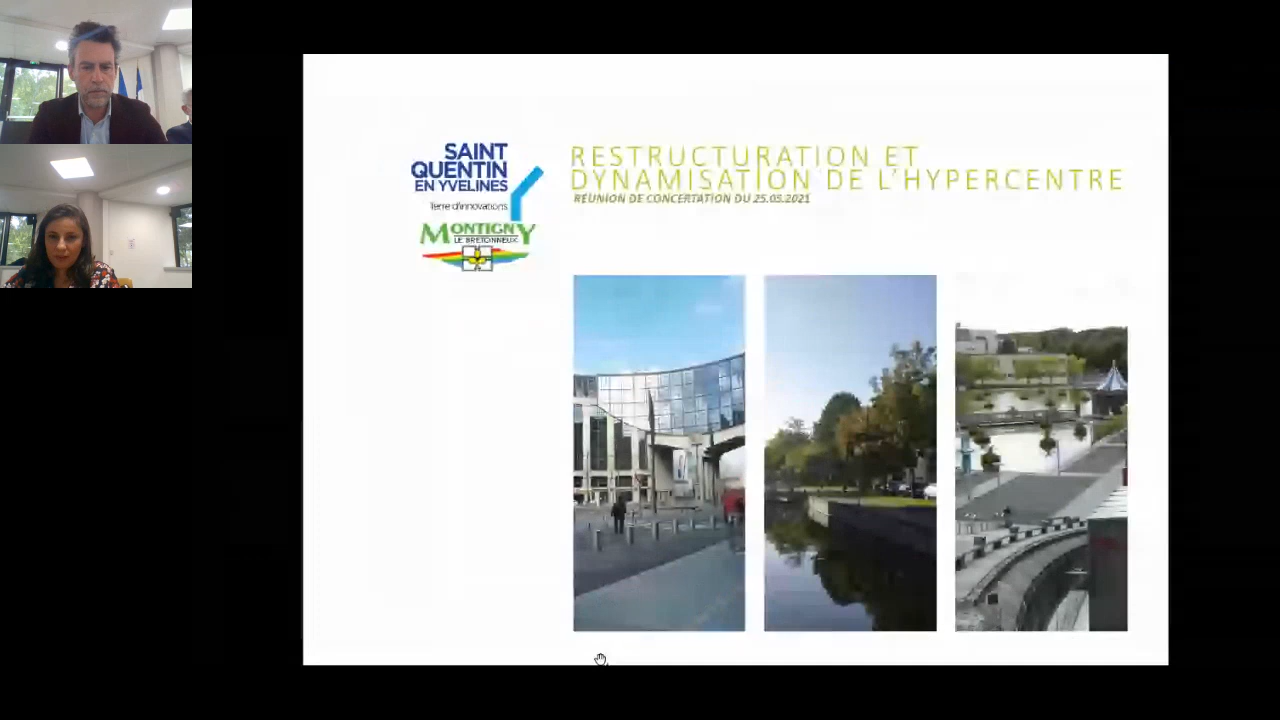 SAINT
QUENTIN
EN YVELINES
Terre d'innovations
MONTIGNY
LE BRETONNEUX
RESTRUCTURATION ET
DYNAMISATION DE L'HYPERCENTRE
RÉUNION DE CONCERTATION DU 25.05.2021